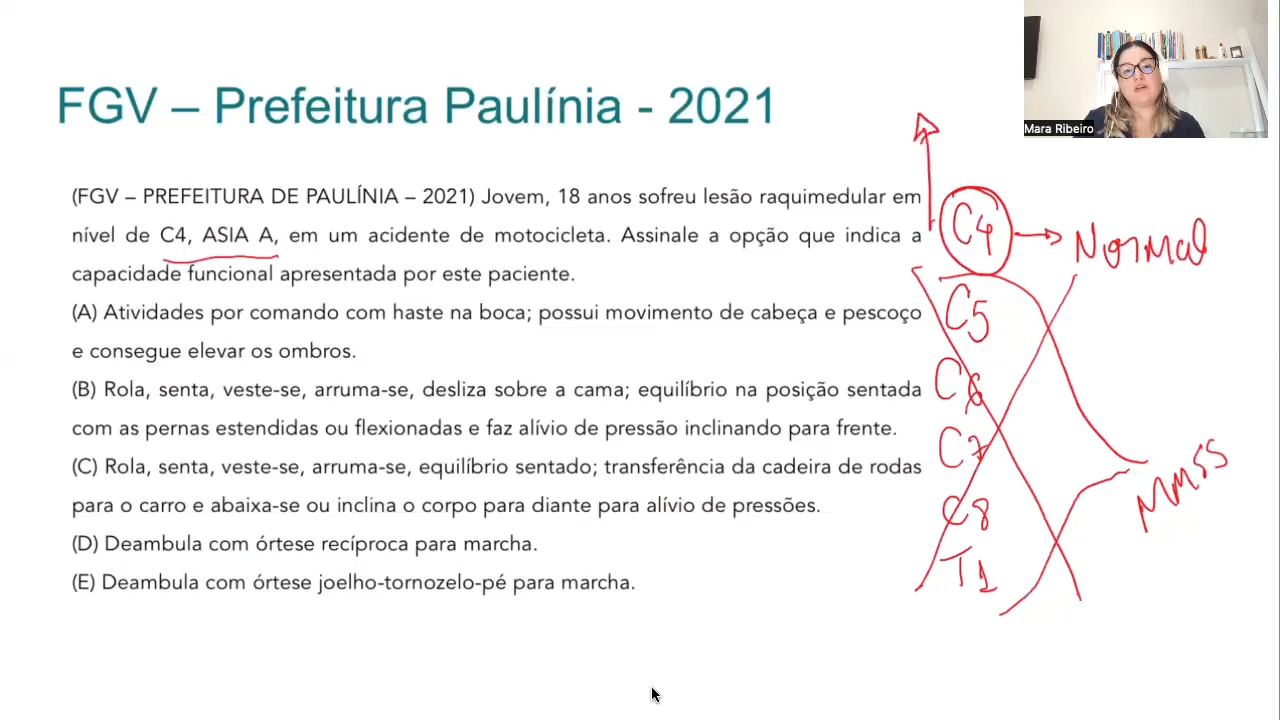 Mara Ribeiro
FGV – Prefeitura Paulínia - 2021
(FGV – PREFEITURA DE PAULÍNIA – 2021) Jovem, 18 anos sofreu lesão raquimedular em
nível de C4, ASIA A, em um acidente de motocicleta. Assinale a opção que indica a
capacidade funcional apresentada por este paciente.
(A) Atividades por comando com haste na boca; possui movimento de cabeça e pescoço
e consegue elevar os ombros.
(B) Rola, senta, veste-se, arruma-se, desliza sobre a cama; equilíbrio na posição sentada
com as pernas estendidas ou flexionadas e faz alívio de pressão inclinando para frente.
(C) Rola, senta, veste-se, arruma-se, equilíbrio sentado; transferência da cadeira de rodas
para o carro e abaixa-se ou inclina o corpo para diante para alívio de pressões.
(D) Deambula com órtese recíproca para marcha.
(E) Deambula com órtese joelho-tornozelo-pé para marcha.
C4 Normal
C5
C6
C7
C8
T1
MMSS